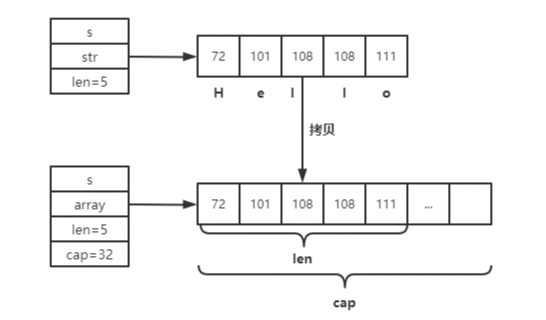 s
str
len=5
72 101 108 108 111
H e l l o
拷贝
s
array
len=5
cap=32
72 101 108 108 111 ...
len
cap